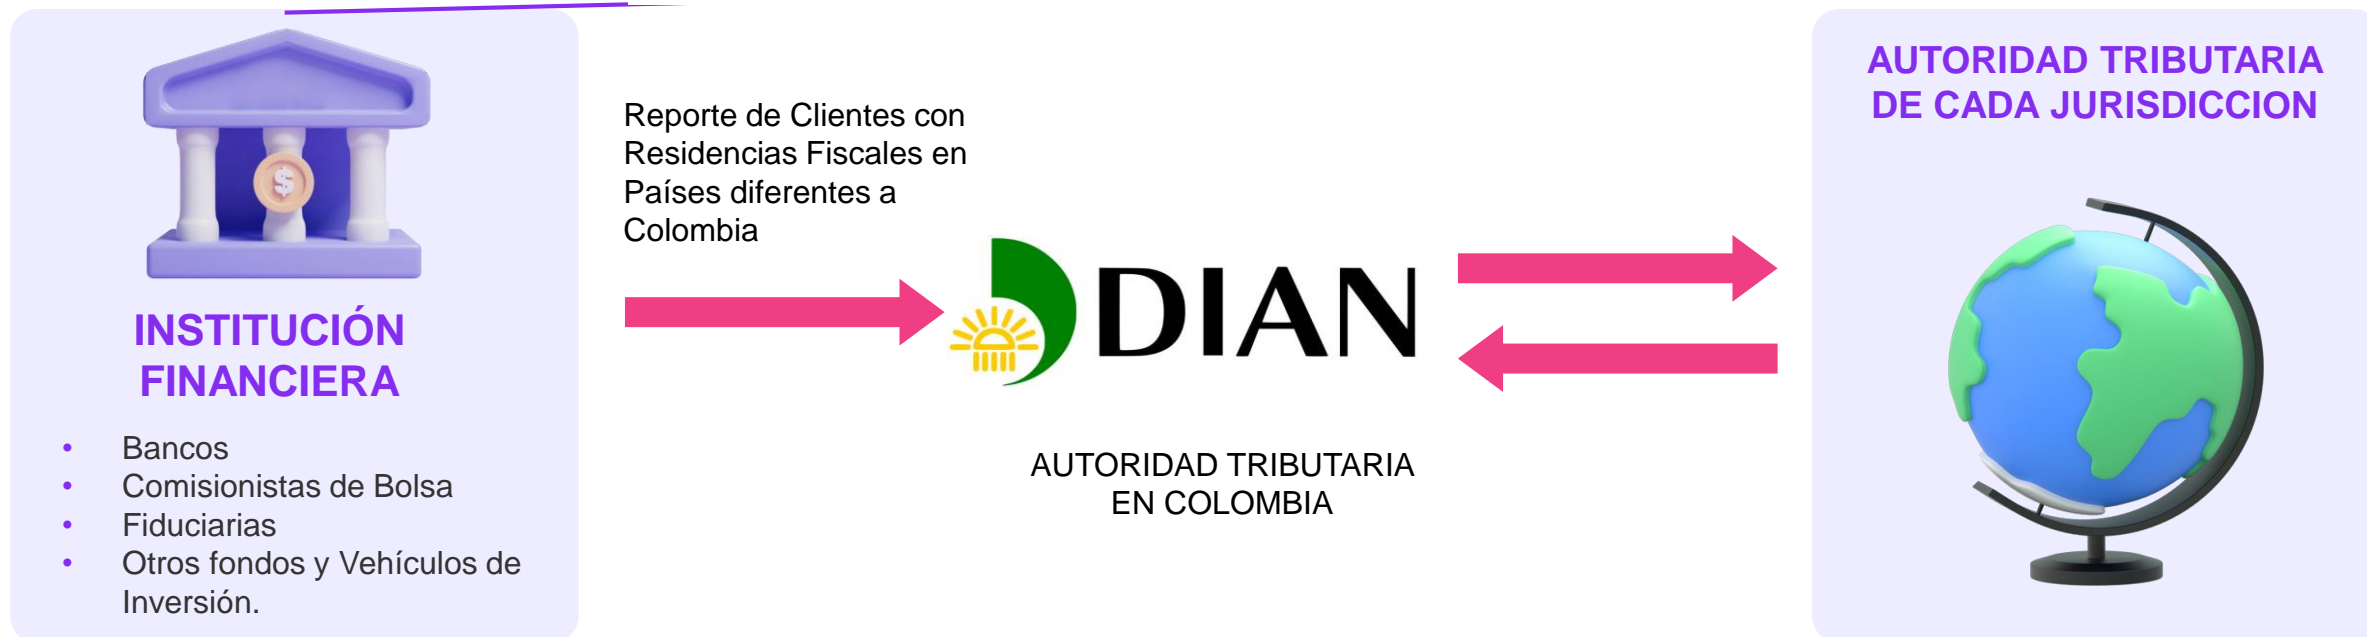 INSTITUCIÓN
FINANCIERA
• Bancos
• Comisionistas de Bolsa
• Fiduciarias
• Otros fondos y Vehículos de
Inversión.
Reporte de Clientes con
Residencias Fiscales en
Países diferentes a
Colombia
DIAN
AUTORIDAD TRIBUTARIA
EN COLOMBIA
AUTORIDAD TRIBUTARIA
DE CADA JURISDICCION
$